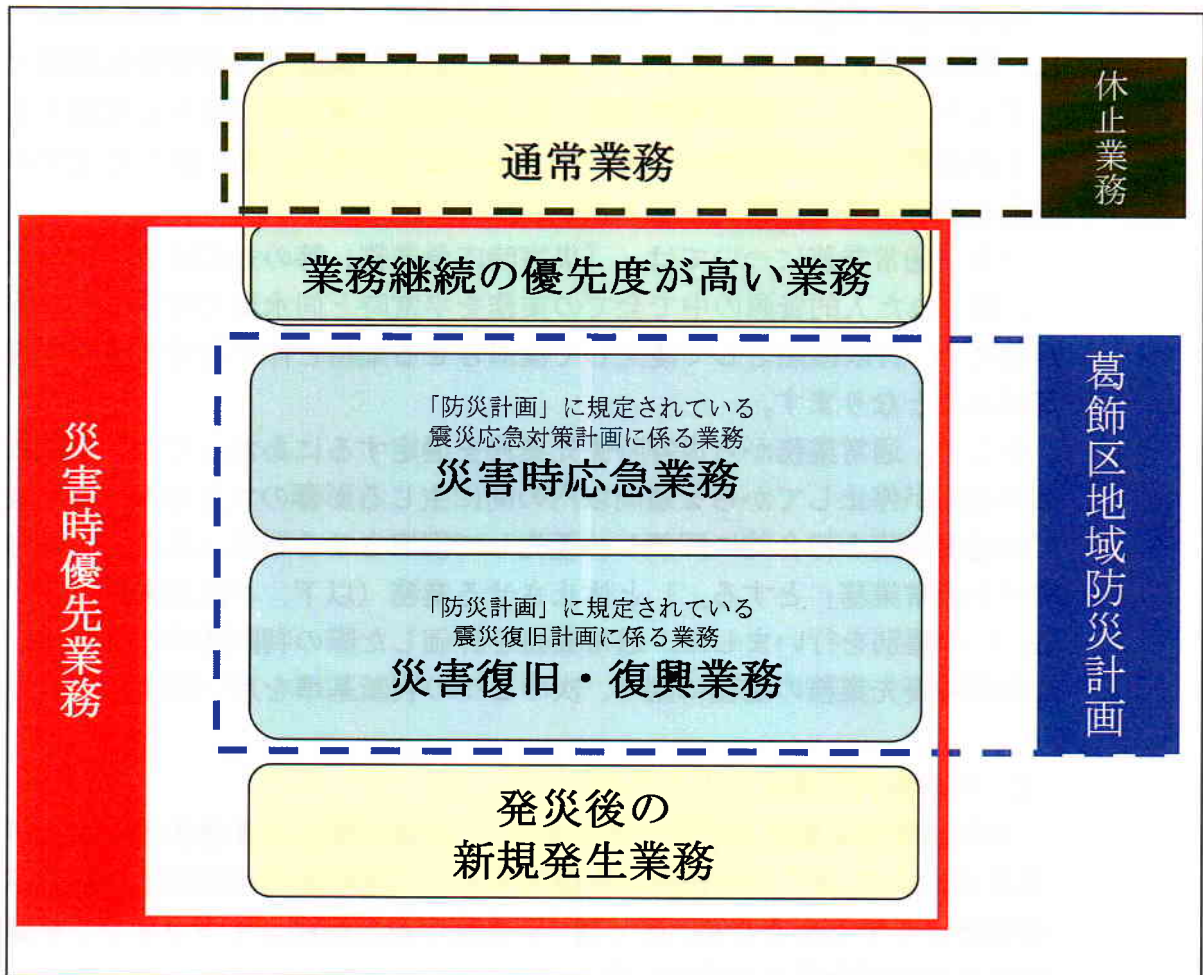 休止業務
通常業務
業務継続の優先度が高い業務
災害時優先業務
「防災計画」に規定されている
震災応急対策計画に係る業務
災害時応急業務
葛飾区地域防災計画
「防災計画」に規定されている
震災復旧計画に係る業務
災害復旧・復興業務
発災後の
新規発生業務